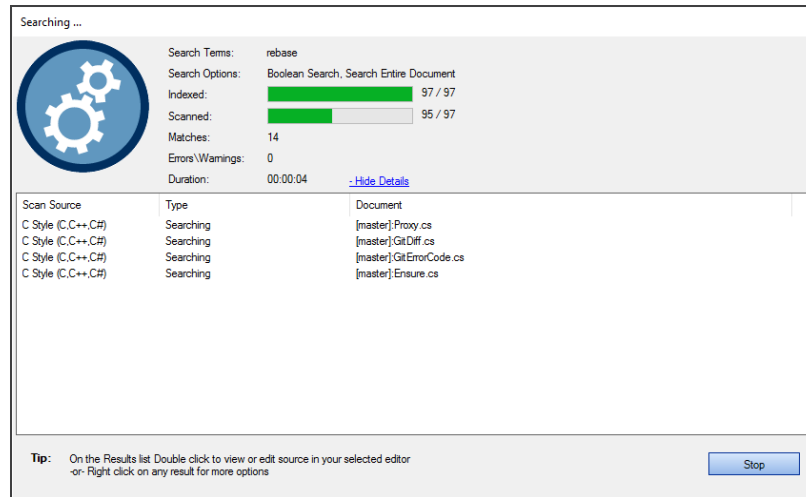 Searching ...
Search Terms: rebase
Search Options: Boolean Search, Search Entire Document
Indexed: 97 / 97
Scanned: 95 / 97
Matches: 14
Errors\Warnings: 0
Duration: 00:00:04 - Hide Details
Scan Source Type Document
C Style (C,C++,C#) Searching [master]:Proxy.cs
C Style (C,C++,C#) Searching [master]:GitDiff.cs
C Style (C,C++,C#) Searching [master]:GitErrorCode.cs
C Style (C,C++,C#) Searching [master]:Ensure.cs
Tip: On the Results list Double click to view or edit source in your selected editor
-or- Right click on any result for more options
Stop